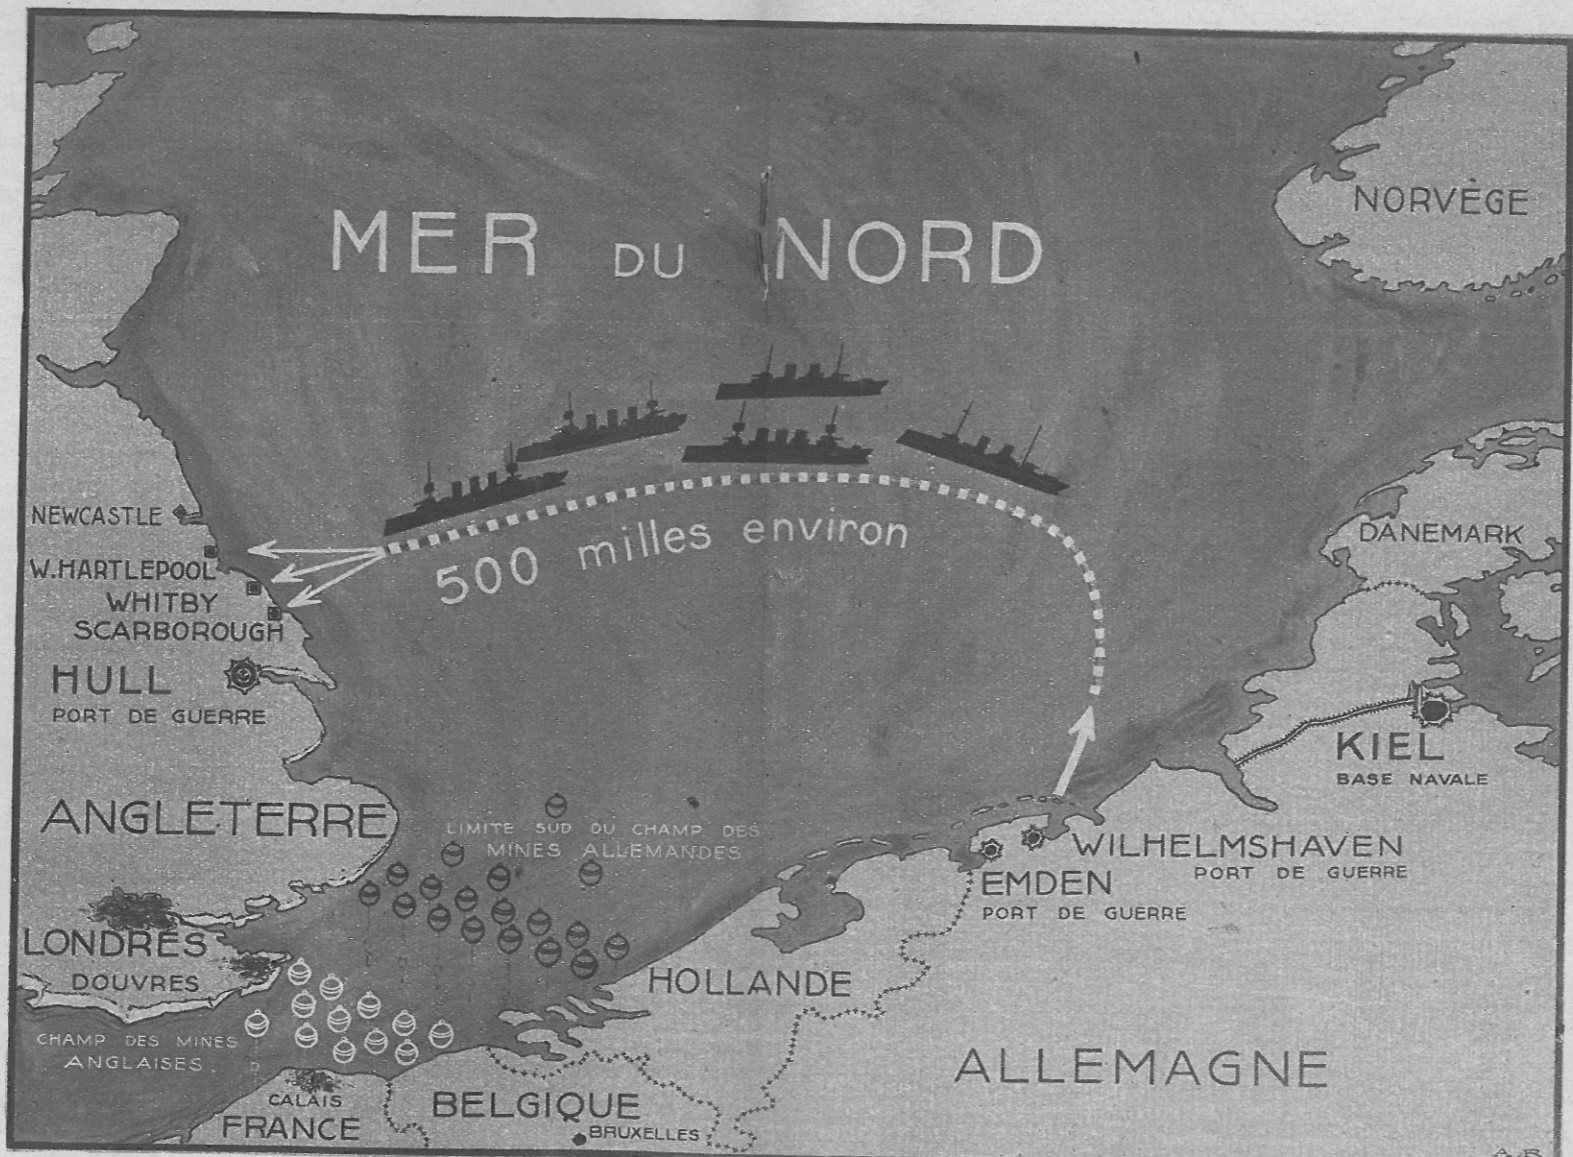 MER DU NORD
NORVÈGE
500 milles environ
NEWCASTLE
W.HARTLEPOOL
WHITBY
SCARBOROUGH
HULL
PORT DE GUERRE
DANEMARK
KIEL
BASE NAVALE
ANGLETERRE
LIMITE SUD DU CHAMP DES
MINES ALLEMANDES
WILHELMSHAVEN
PORT DE GUERRE
EMDEN
PORT DE GUERRE
LONDRES
DOUVRES
HOLLANDE
CHAMP DES MINES
ANGLAISES.
ALLEMAGNE
CALAIS
FRANCE
BELGIQUE
BRUXELLES